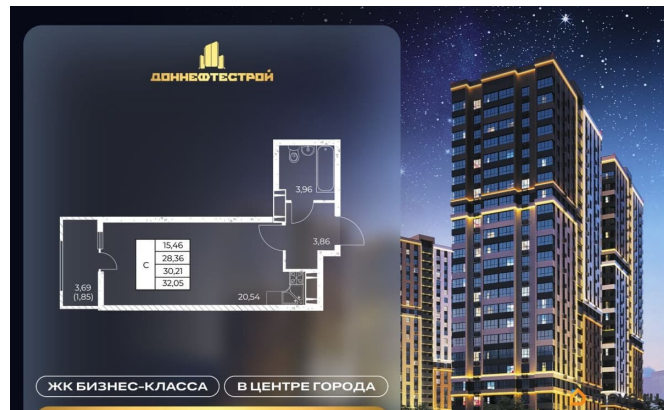 ДОННЕФТЕСТРОЙ
3,96
3,86
С
15,46
28,36
30,21
32,05
3,69
(1,85)
20,54
ЖК БИЗНЕС-КЛАССА
В ЦЕНТРЕ ГОРОДА